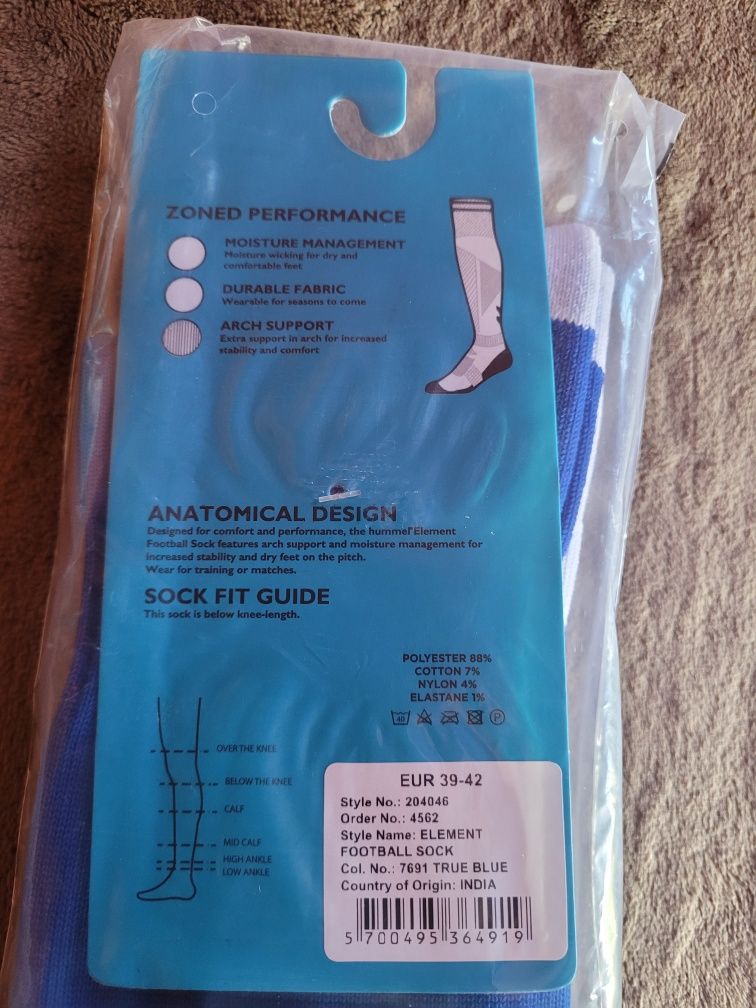 ZONED PERFORMANCE
MOISTURE MANAGEMENT
Moisture wicking for dry and
comfortable feet
DURABLE FABRIC
Wearable for seasons to come
ARCH SUPPORT
Extra support in arch for increased
stability and comfort
ANATOMICAL DESIGN
Designed for comfort and performance, the hummel Element
Football Sock features arch support and moisture management for
increased stability and dry feet on the pitch.
Wear for training or matches.
SOCK FIT GUIDE
This sock is below knee-length.
POLYESTER 88%
COTTON 7%
NYLON 4%
ELASTANE 1%
40 P
OVER THE KNEE
BELOW THE KNEE
CALF
MID CALF
HIGH ANKLE
LOW ANKLE
EUR 39-42
Style No.: 204046
Order No.: 4562
Style Name: ELEMENT
FOOTBALL SOCK
Col. No.: 7691 TRUE BLUE
Country of Origin: INDIA
5 700495 364919